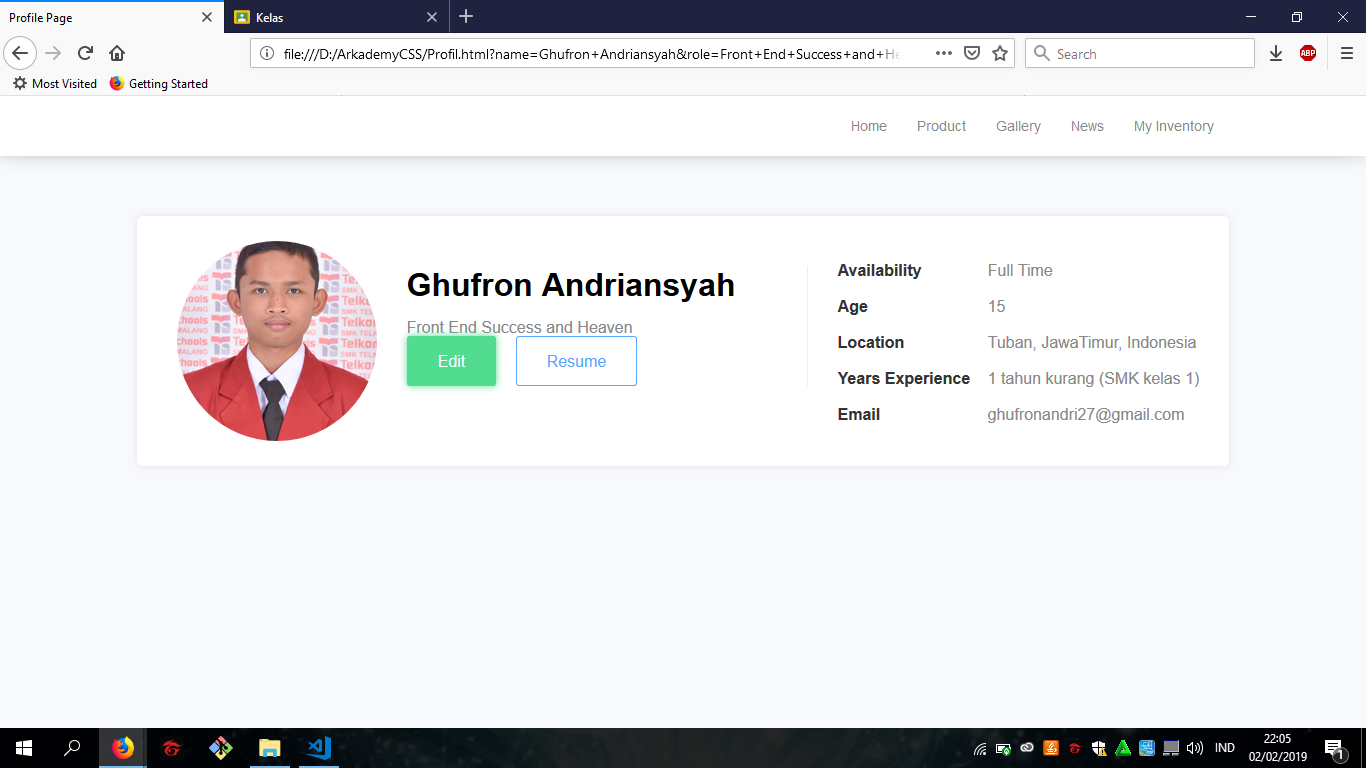 Profile Page
Kelas
file:///D:/ArkademyCSS/Profil.html?name=Ghufron+Andriansyah&role=Front+End+Success+and+He
Search
ABP
Most Visited
Getting Started
Home Product Gallery News My Inventory
Ghufron Andriansyah
Front End Success and Heaven
Edit
Resume
Availability Full Time
Age 15
Location Tuban, JawaTimur, Indonesia
Years Experience 1 tahun kurang (SMK kelas 1)
Email ghufronandri27@gmail.com
IND
22:05
02/02/2019
1